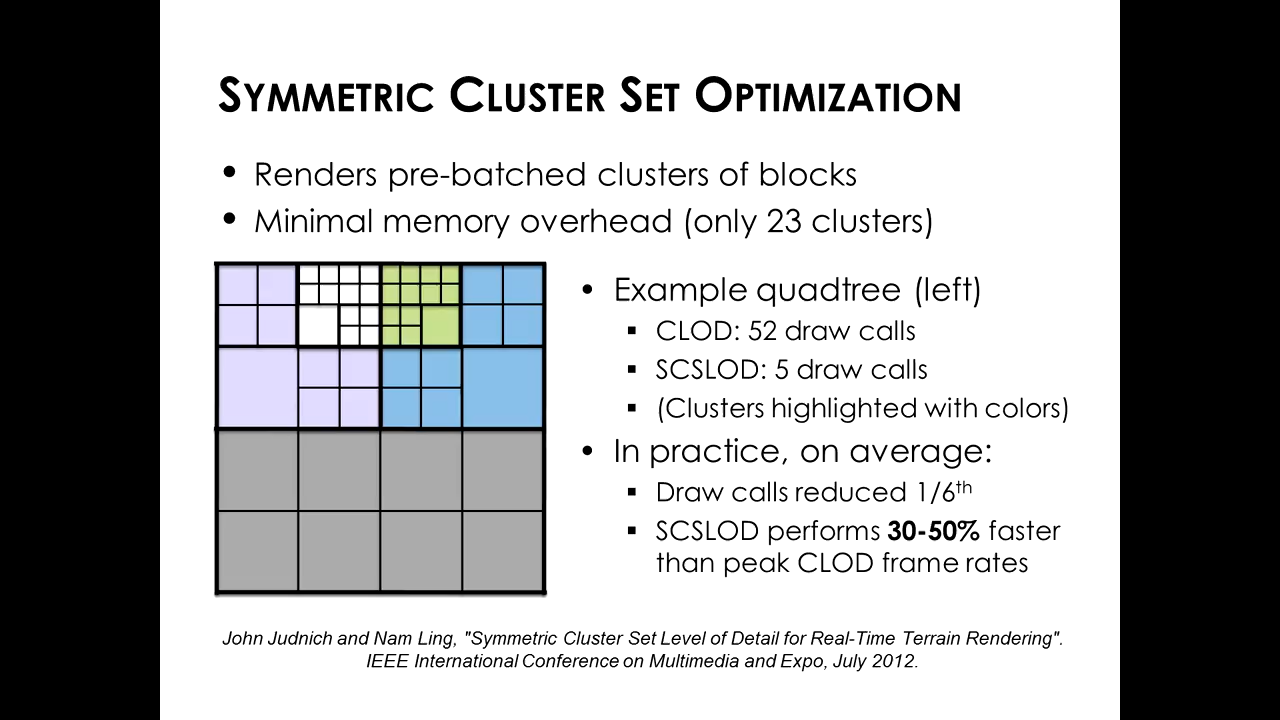 SYMMETRIC CLUSTER SET OPTIMIZATION
• Renders pre-batched clusters of blocks
• Minimal memory overhead (only 23 clusters)
• Example quadtree (left)
▪ CLOD: 52 draw calls
▪ SCSLOD: 5 draw calls
▪ (Clusters highlighted with colors)
• In practice, on average:
▪ Draw calls reduced 1/6th
▪ SCSLOD performs 30-50% faster
than peak CLOD frame rates
John Judnich and Nam Ling, "Symmetric Cluster Set Level of Detail for Real-Time Terrain Rendering".
IEEE International Conference on Multimedia and Expo, July 2012.